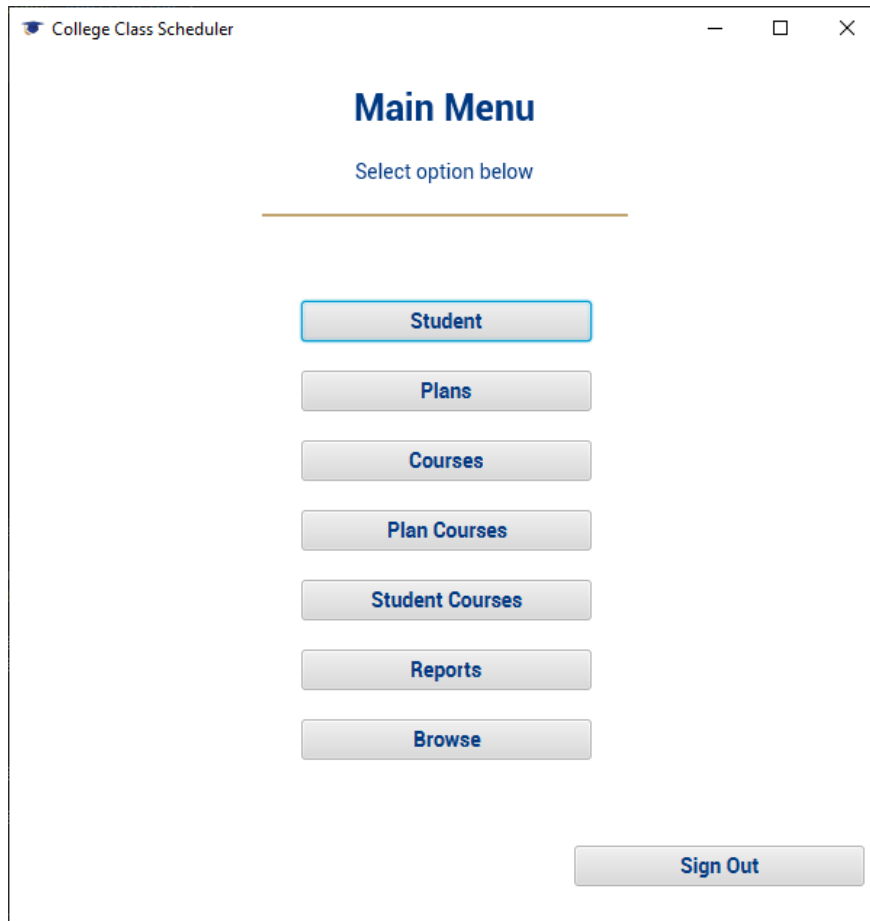 College Class Scheduler
Main Menu
Select option below
Student
Plans
Courses
Plan Courses
Student Courses
Reports
Browse
Sign Out